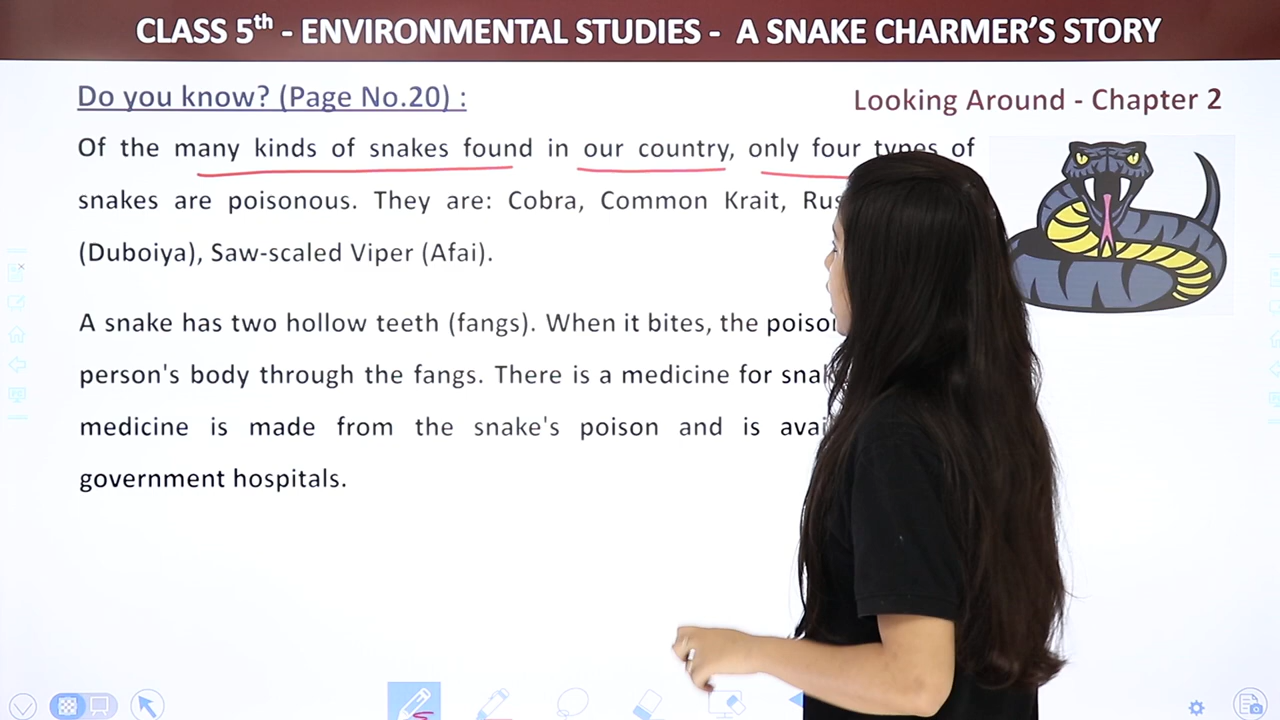 CLASS 5th - ENVIRONMENTAL STUDIES - A SNAKE CHARMER'S STORY
Do you know? (Page No.20) :
Looking Around - Chapter 2
Of the many kinds of snakes found in our country, only four types of
snakes are poisonous. They are: Cobra, Common Krait,
(Duboiya), Saw-scaled Viper (Afai).
A snake has two hollow teeth (fangs). When it bites, the
person's body through the fangs. There is a medicine for
medicine is made from the snake's poison and is
government hospitals.